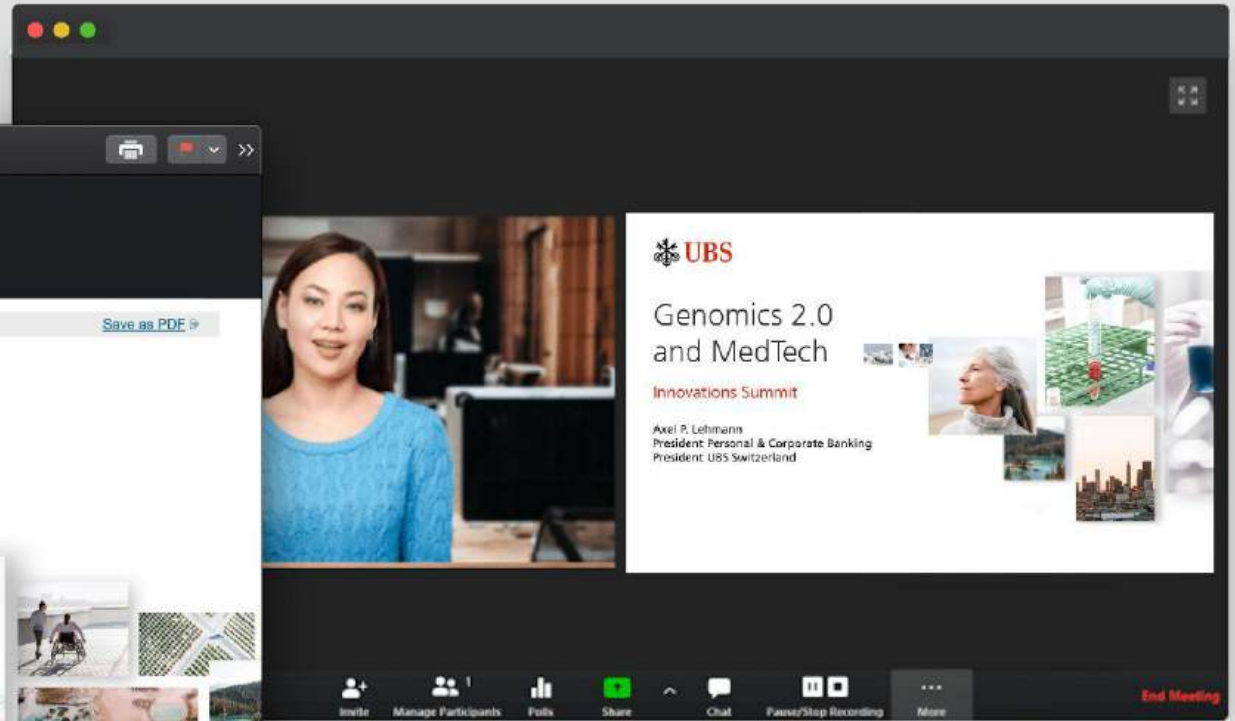 Save as PDF
UBS
Genomics 2.0
and MedTech
Innovations Summit
Axel P. Lehmann
President Personal & Corporate Banking
President UBS Switzerland
Invite
Manage Participants
1
Polls
Share
Chat
Pause/Stop Recording
More
End Meeting